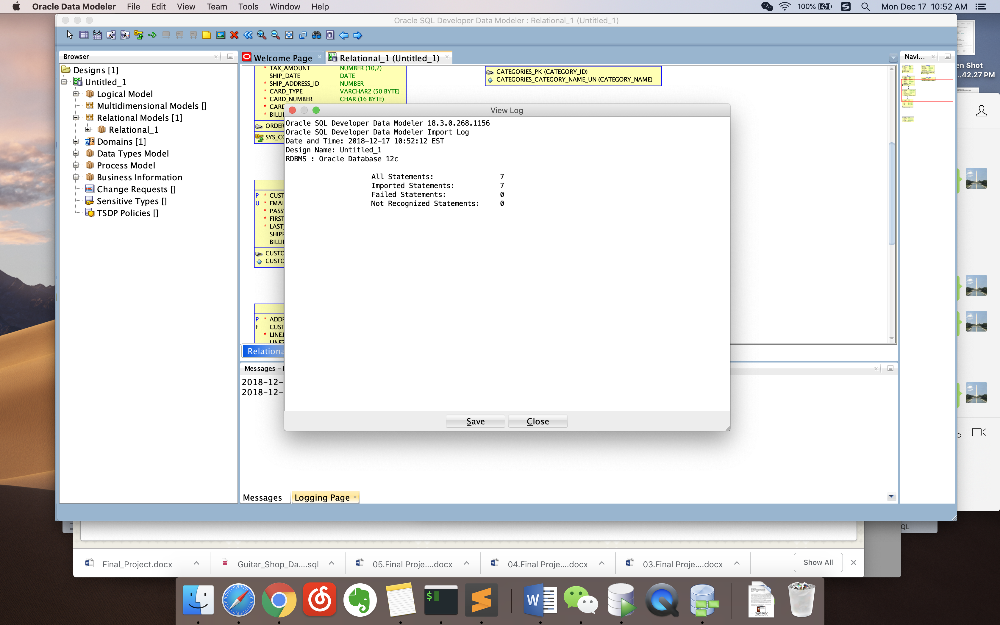 Oracle Data Modeler File Edit View Team Tools Window Help 100% Mon Dec 17 10:52 AM
Oracle SQL Developer Data Modeler : Relational_1 (Untitled_1)
Browser
Designs [1]
Untitled_1
Logical Model
Multidimensional Models []
Relational Models [1]
Relational_1
Domains [1]
Data Types Model
Process Model
Business Information
Change Requests []
Sensitive Types []
TSDP Policies []
Welcome Page
Relational_1 (Untitled_1)
* TAX_AMOUNT NUMBER (10,2)
SHIP_DATE DATE
* SHIP_ADDRESS_ID NUMBER
* CARD_TYPE VARCHAR2 (50 BYTE)
* CARD_NUMBER CHAR (16 BYTE)
* CARD
* BILLI
ORDER
SYS_CO
CATEGORIES_PK (CATEGORY_ID)
CATEGORIES_CATEGORY_NAME_UN (CATEGORY_NAME)
P * CUST
U * EMAI
* PASS
* FIRST
* LAST_
SHIPP
BILLI
CUSTO
CUSTO
P * ADDR
F CUST
* LINE1
LINE2
Relationa
View Log
Oracle SQL Developer Data Modeler 18.3.0.268.1156
Oracle SQL Developer Data Modeler Import Log
Date and Time: 2018-12-17 10:52:12 EST
Design Name: Untitled_1
RDBMS : Oracle Database 12c
All Statements: 7
Imported Statements: 7
Failed Statements: 0
Not Recognized Statements: 0
Save Close
Messages -
2018-12-
2018-12-
Messages Logging Page
Navi...
en Shot
...42.27 PM
QL
Final_Project.docx Guitar_Shop_Da....sql 05.Final Proje....docx 04.Final Proje....docx 03.Final Proje....docx Show All
W
DOCX